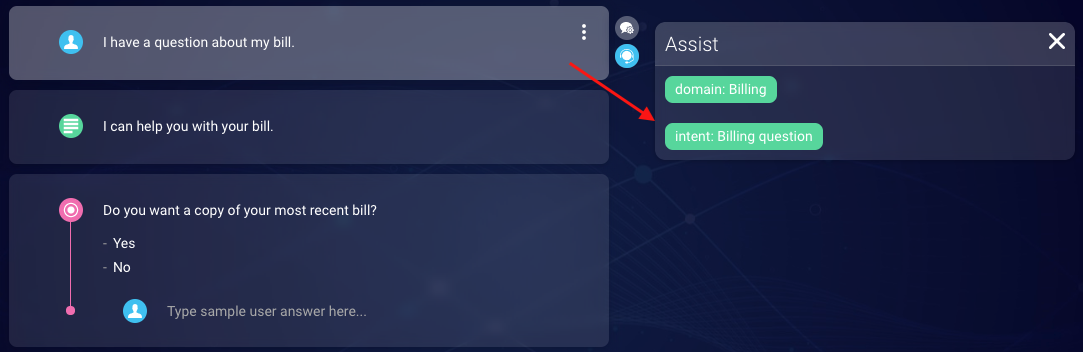 I have a question about my bill.
I can help you with your bill.
Do you want a copy of your most recent bill?
- Yes
- No
Type sample user answer here...
Assist
domain: Billing
intent: Billing question